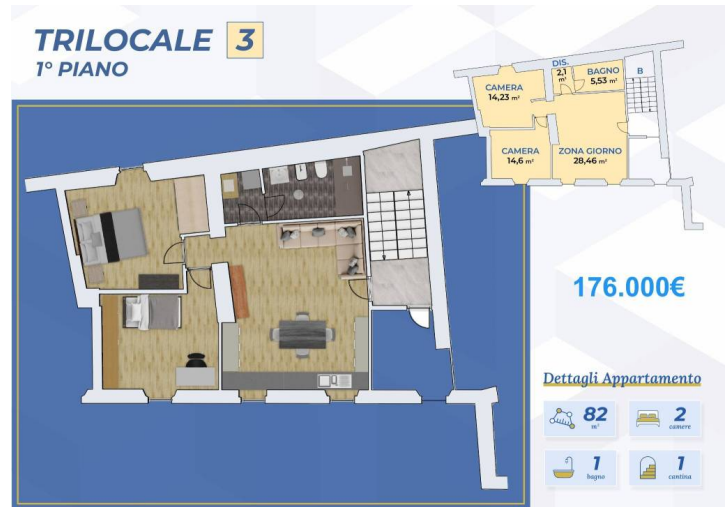 TRILOCALE 3
1° PIANO
DIS.
2,1
m²
BAGNO
5,53 m²
B
CAMERA
14,23 m²
CAMERA
14,6 m²
ZONA GIORNO
28,46 m²
176.000€
Dettagli Appartamento
82
m²
2
camere
1
bagno
1
cantina